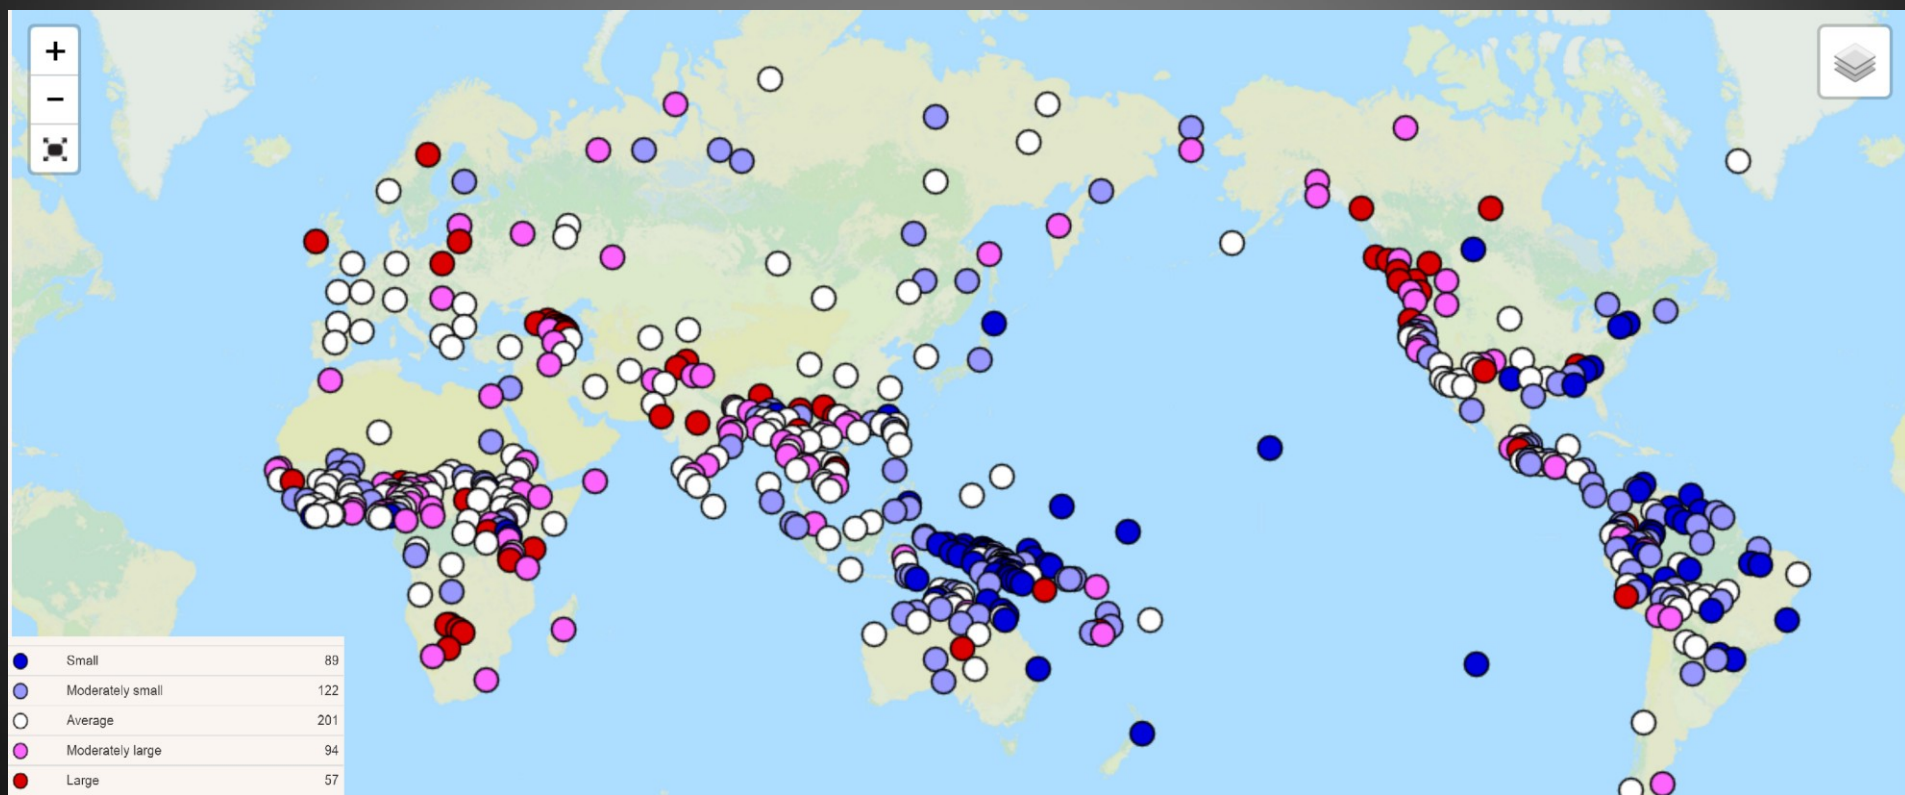 +
−
Small 89
Moderately small 122
Average 201
Moderately large 94
Large 57